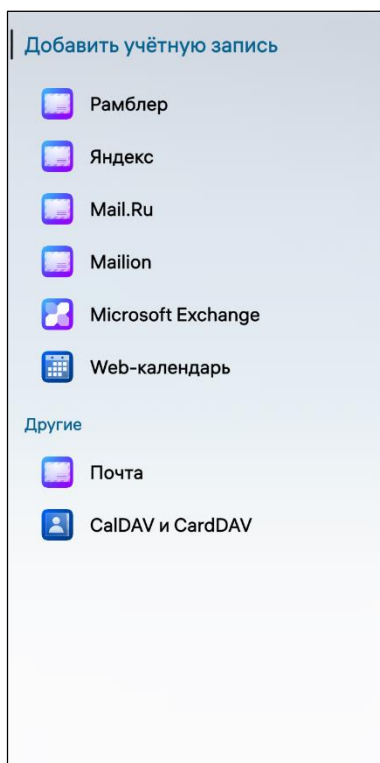 Добавить учётную запись
Рамблер
Яндекс
Mail.Ru
Mailion
Microsoft Exchange
Web-календарь
Другие
Почта
CalDAV и CardDAV